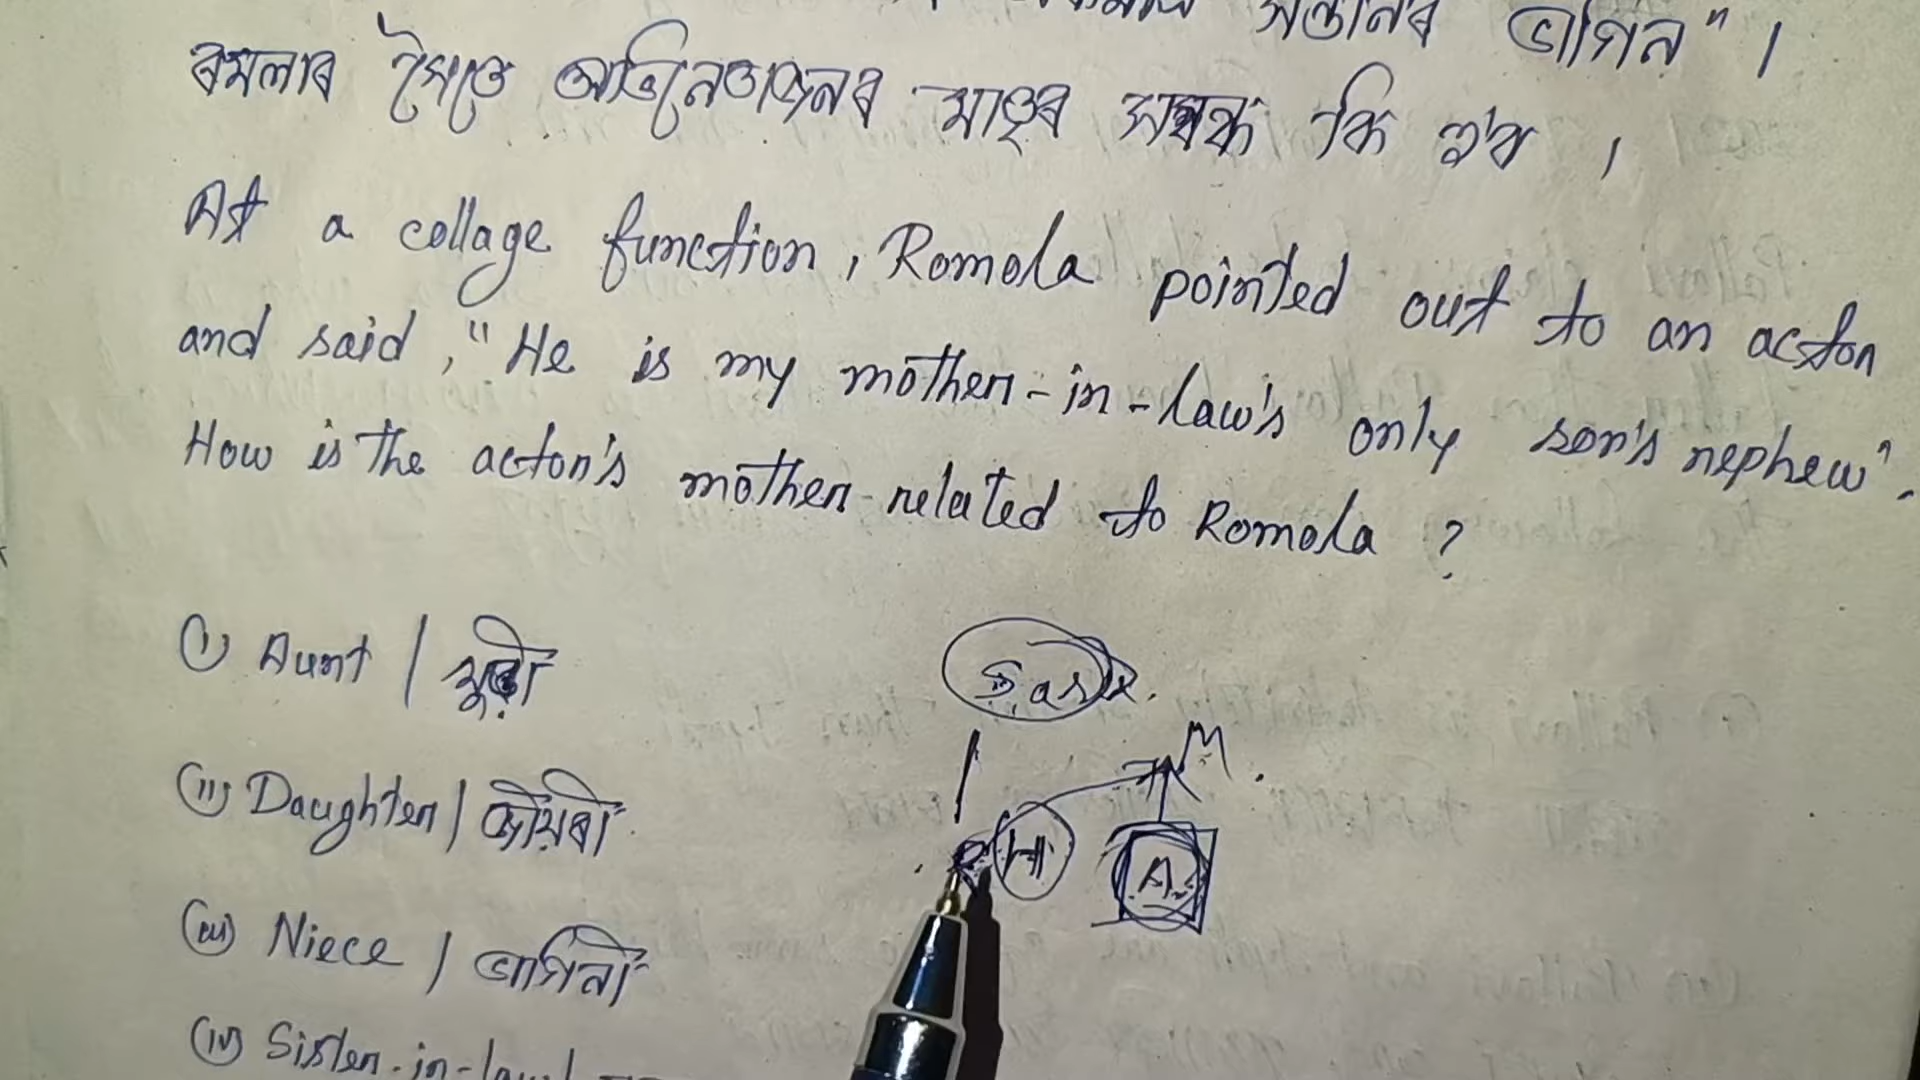 সন্তানৰ ভাগিন" ।
ৰমলাৰ সৈতে অভিনেতাজনৰ মাতৃৰ সম্বন্ধ কি হ'ব ।
At a collage function, Romola pointed out to an actor
and said, "He is my mother-in-law's only son's nephew".
How is the actor's mother related to Romola ?
(i) Aunt / খুড়ী
(ii) Daughter / জীয়ৰী
(iii) Niece / ভাগিনী
(iv) Sister-in-law /
M.
H
A